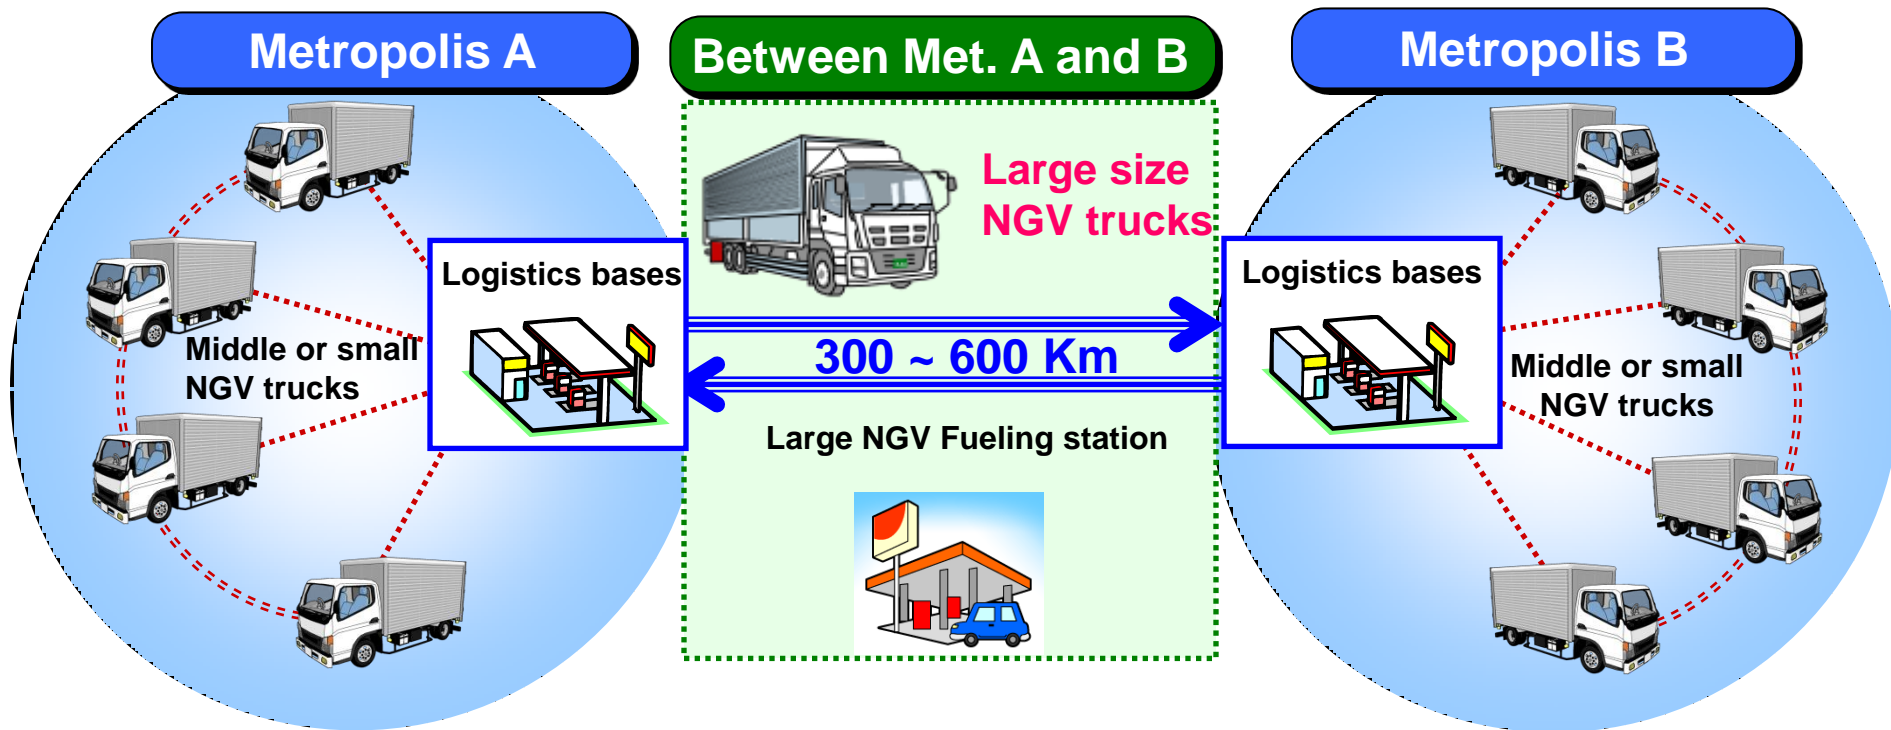 Metropolis A
Between Met. A and B
Metropolis B
Large size
NGV trucks
Logistics bases
Logistics bases
Middle or small
NGV trucks
300 ~ 600 Km
Middle or small
NGV trucks
Large NGV Fueling station